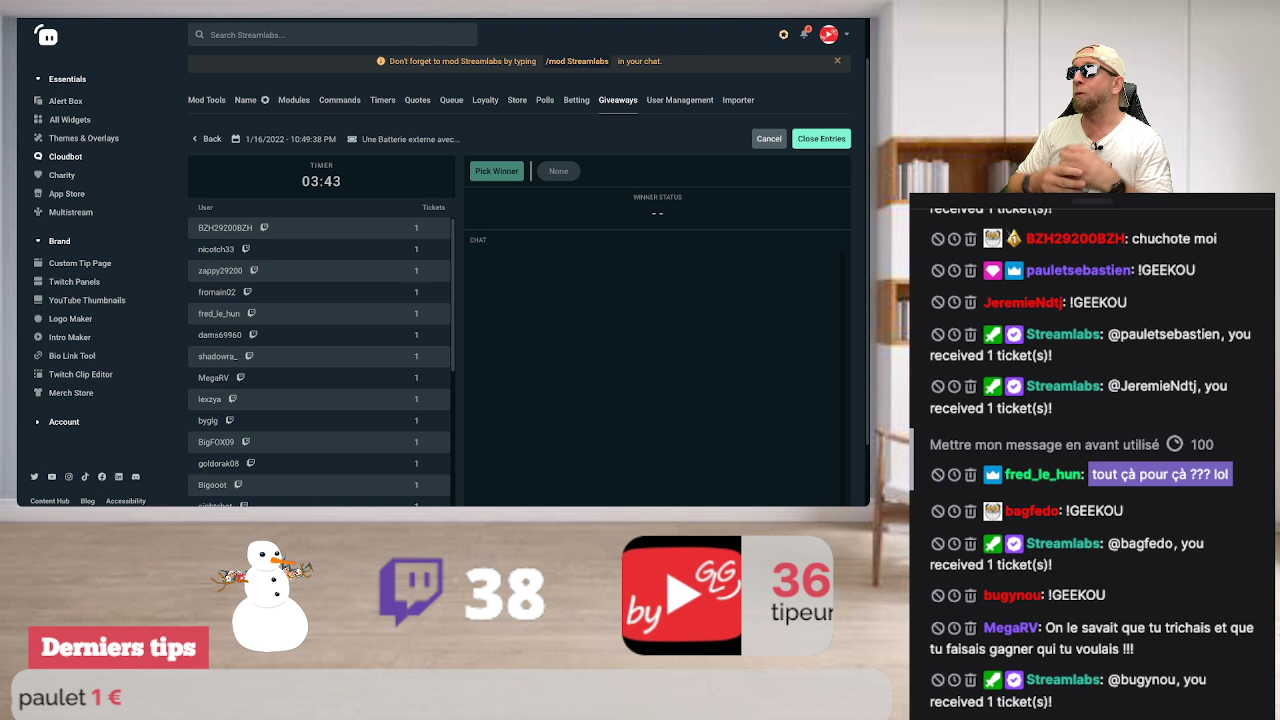 Search Streamlabs...
Don't forget to mod Streamlabs by typing /mod Streamlabs in your chat.
Essentials
Alert Box
All Widgets
Themes & Overlays
Cloudbot
Charity
App Store
Multistream
Brand
Custom Tip Page
Twitch Panels
YouTube Thumbnails
Logo Maker
Intro Maker
Bio Link Tool
Twitch Clip Editor
Merch Store
Account
Content Hub Blog Accessibility
Mod Tools Name Modules Commands Timers Quotes Queue Loyalty Store Polls Betting Giveaways User Management Importer
Back 1/16/2022 - 10:49:38 PM Une Batterie externe avec...
Cancel Close Entries
TIMER
03:43
User Tickets
BZH29200BZH 1
nicotch33 1
zappy29200 1
fromain02 1
fred_le_hun 1
dams69960 1
shadowra_ 1
MegaRV 1
lexzya 1
byglg 1
BigFOX09 1
goldorak08 1
Bigooot 1
Pick Winner None
WINNER STATUS
--
CHAT
received 1 ticket(s)!
BZH29200BZH: chuchote moi
pauletsebastien: !GEEKOU
JeremieNdtj: !GEEKOU
Streamlabs: @pauletsebastien, you
received 1 ticket(s)!
Streamlabs: @JeremieNdtj, you
received 1 ticket(s)!
Mettre mon message en avant utilisé 100
fred_le_hun: tout çà pour çà ??? lol
bagfedo: !GEEKOU
Streamlabs: @bagfedo, you
received 1 ticket(s)!
bugynou: !GEEKOU
MegaRV: On le savait que tu trichais et que
tu faisais gagner qui tu voulais !!!
Streamlabs: @bugynou, you
received 1 ticket(s)!
38
by GLG
36
tipeur
Derniers tips
paulet 1 €